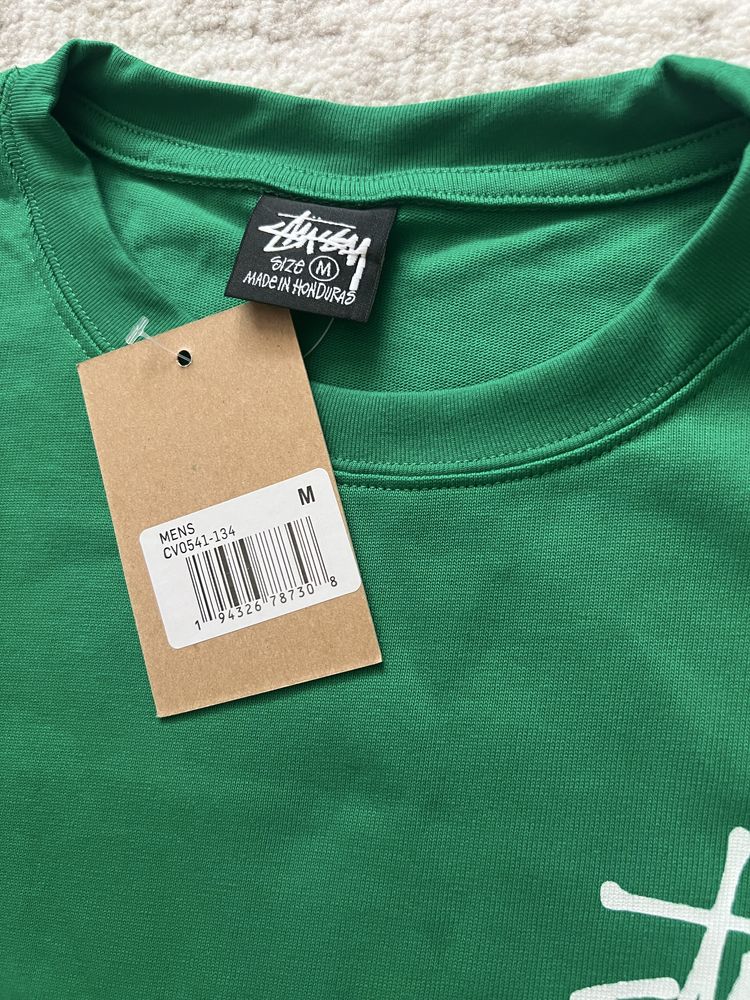 STÜSSY
SIZE M
MADE IN HONDURAS
M
MENS
CV0541-134
1 94326 78730 8